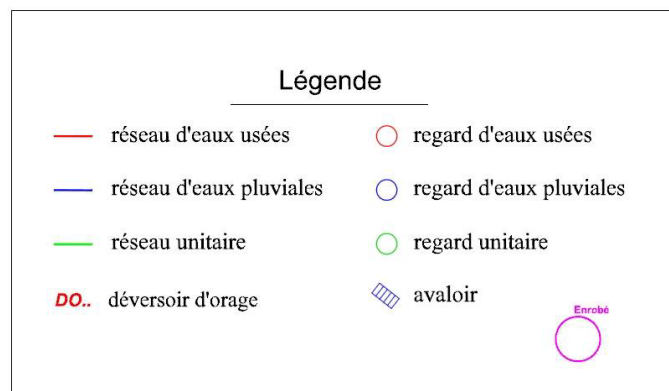 Légende
réseau d'eaux usées
regard d'eaux usées
réseau d'eaux pluviales
regard d'eaux pluviales
réseau unitaire
regard unitaire
DO.. déversoir d'orage
avaloir
Enrobé